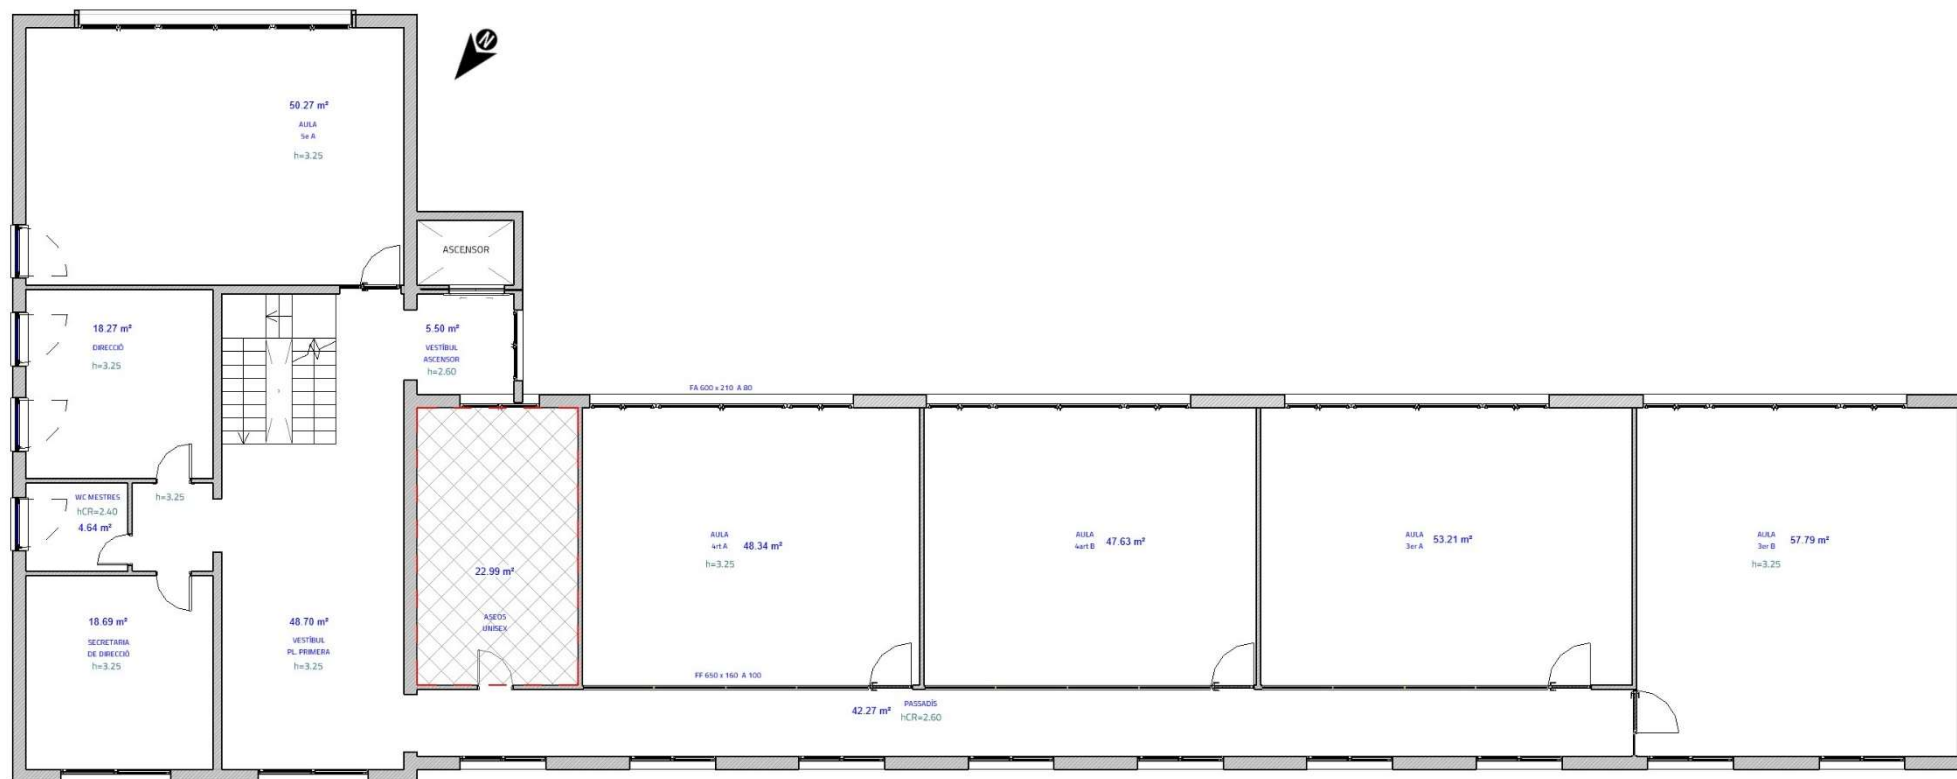 N
50.27 m²
AULA
5e A
h=3.25
ASCENSOR
18.27 m²
DIRECCIÓ
h=3.25
5.50 m²
VESTÍBUL
ASCENSOR
h=2.60
FA 600 x 210 A 80
WC MESTRES
hCR=2.40
4.64 m²
h=3.25
22.99 m²
ASEOS
UNISEX
AULA
4rt A
48.34 m²
h=3.25
AULA
4art B
47.63 m²
AULA
3er A
53.21 m²
AULA
3er B
57.79 m²
h=3.25
18.69 m²
SECRETARIA
DE DIRECCIÓ
h=3.25
48.70 m²
VESTÍBUL
PL. PRIMERA
h=3.25
FF 650 x 160 A 100
42.27 m²
PASSADÍS
hCR=2.60